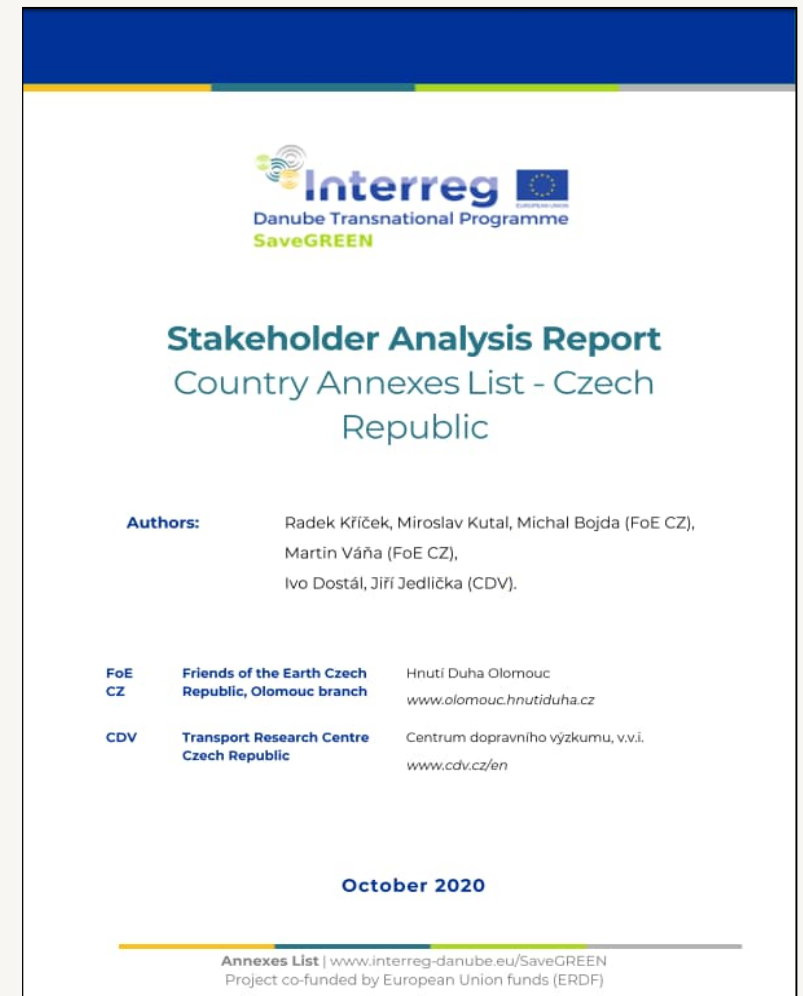 Interreg
EUROPEAN UNION
Danube Transnational Programme
SaveGREEN
Stakeholder Analysis Report
Country Annexes List - Czech
Republic
Authors: Radek Kříček, Miroslav Kutal, Michal Bojda (FoE CZ),
Martin Váňa (FoE CZ),
Ivo Dostál, Jiří Jedlička (CDV).
FoE Friends of the Earth Czech Hnutí Duha Olomouc
CZ Republic, Olomouc branch www.olomouc.hnutiduha.cz
CDV Transport Research Centre Centrum dopravního výzkumu, v.v.i.
Czech Republic www.cdv.cz/en
October 2020
Annexes List | www.interreg-danube.eu/SaveGREEN
Project co-funded by European Union funds (ERDF)